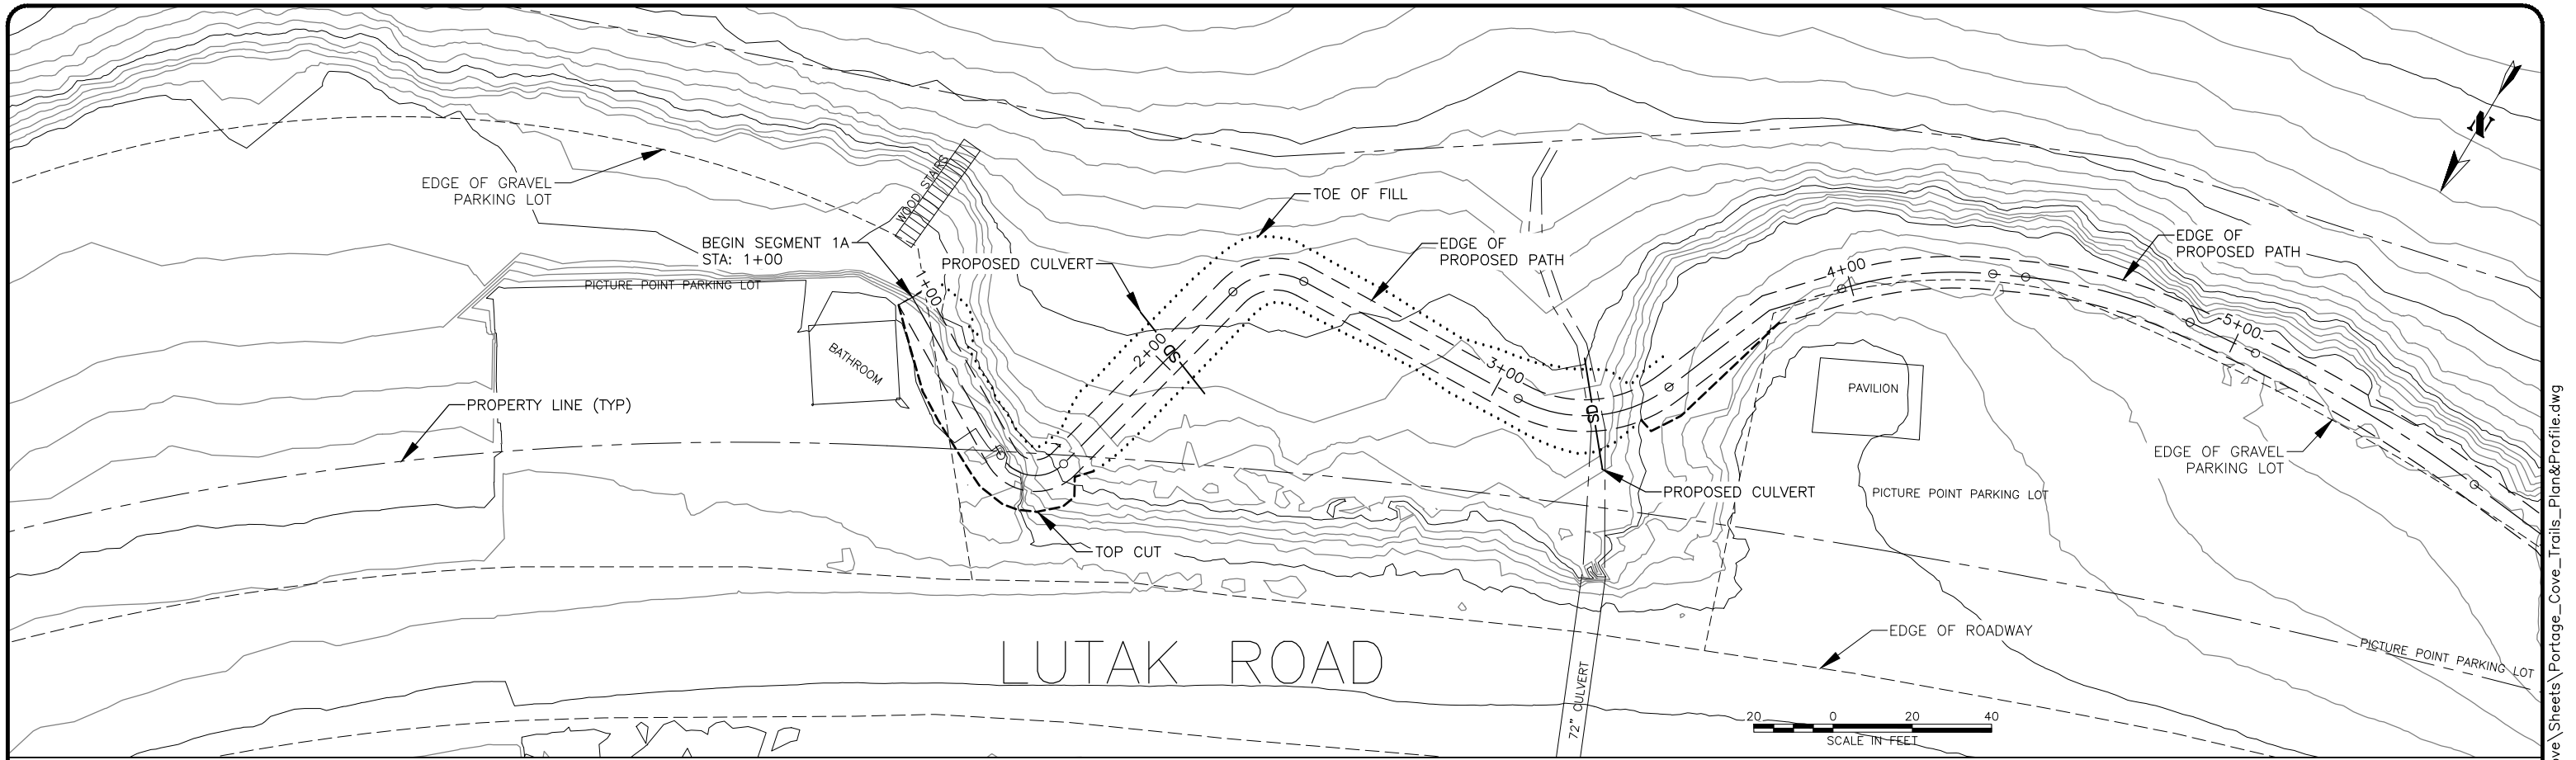 N
EDGE OF GRAVEL
PARKING LOT
WOOD STAIRS
TOE OF FILL
BEGIN SEGMENT 1A
STA: 1+00
PROPOSED CULVERT
EDGE OF
PROPOSED PATH
EDGE OF
PROPOSED PATH
PICTURE POINT PARKING LOT
1+00
4+00
5+00
BATHROOM
2+00
SD
3+00
PAVILION
PROPERTY LINE (TYP)
SD
EDGE OF GRAVEL
PARKING LOT
PROPOSED CULVERT
PICTURE POINT PARKING LOT
TOP CUT
LUTAK ROAD
EDGE OF ROADWAY
PICTURE POINT PARKING LOT
72" CULVERT
20 0 20 40
SCALE IN FEET
ve\Sheets\Portage_Cove_Trails_Plan&Profile.dwg